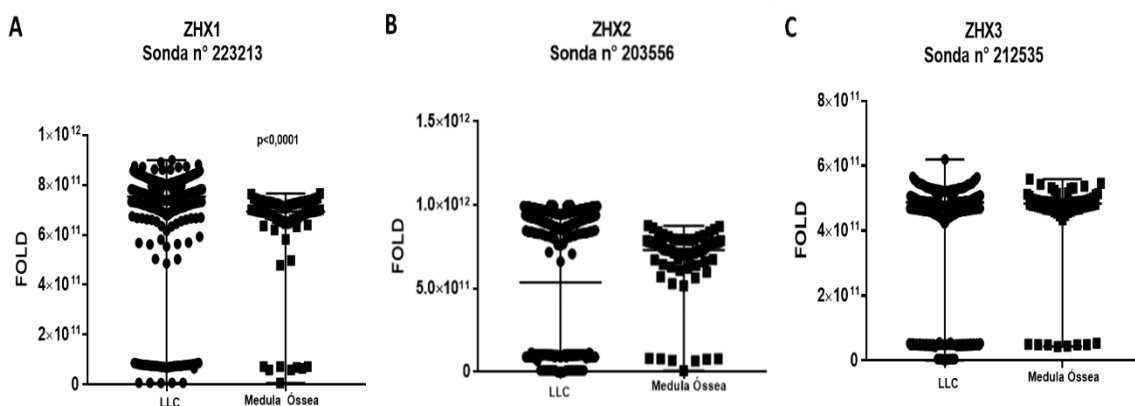 A
ZHX1
Sonda n° 223213
p<0,0001
FOLD
1×10¹²
8×10¹¹
6×10¹¹
4×10¹¹
2×10¹¹
0
LLC
Medula Óssea
B
ZHX2
Sonda n° 203556
FOLD
1.5×10¹²
1.0×10¹²
5.0×10¹¹
0
LLC
Medula Óssea
C
ZHX3
Sonda n° 212535
FOLD
8×10¹¹
6×10¹¹
4×10¹¹
2×10¹¹
0
LLC
Medula Óssea